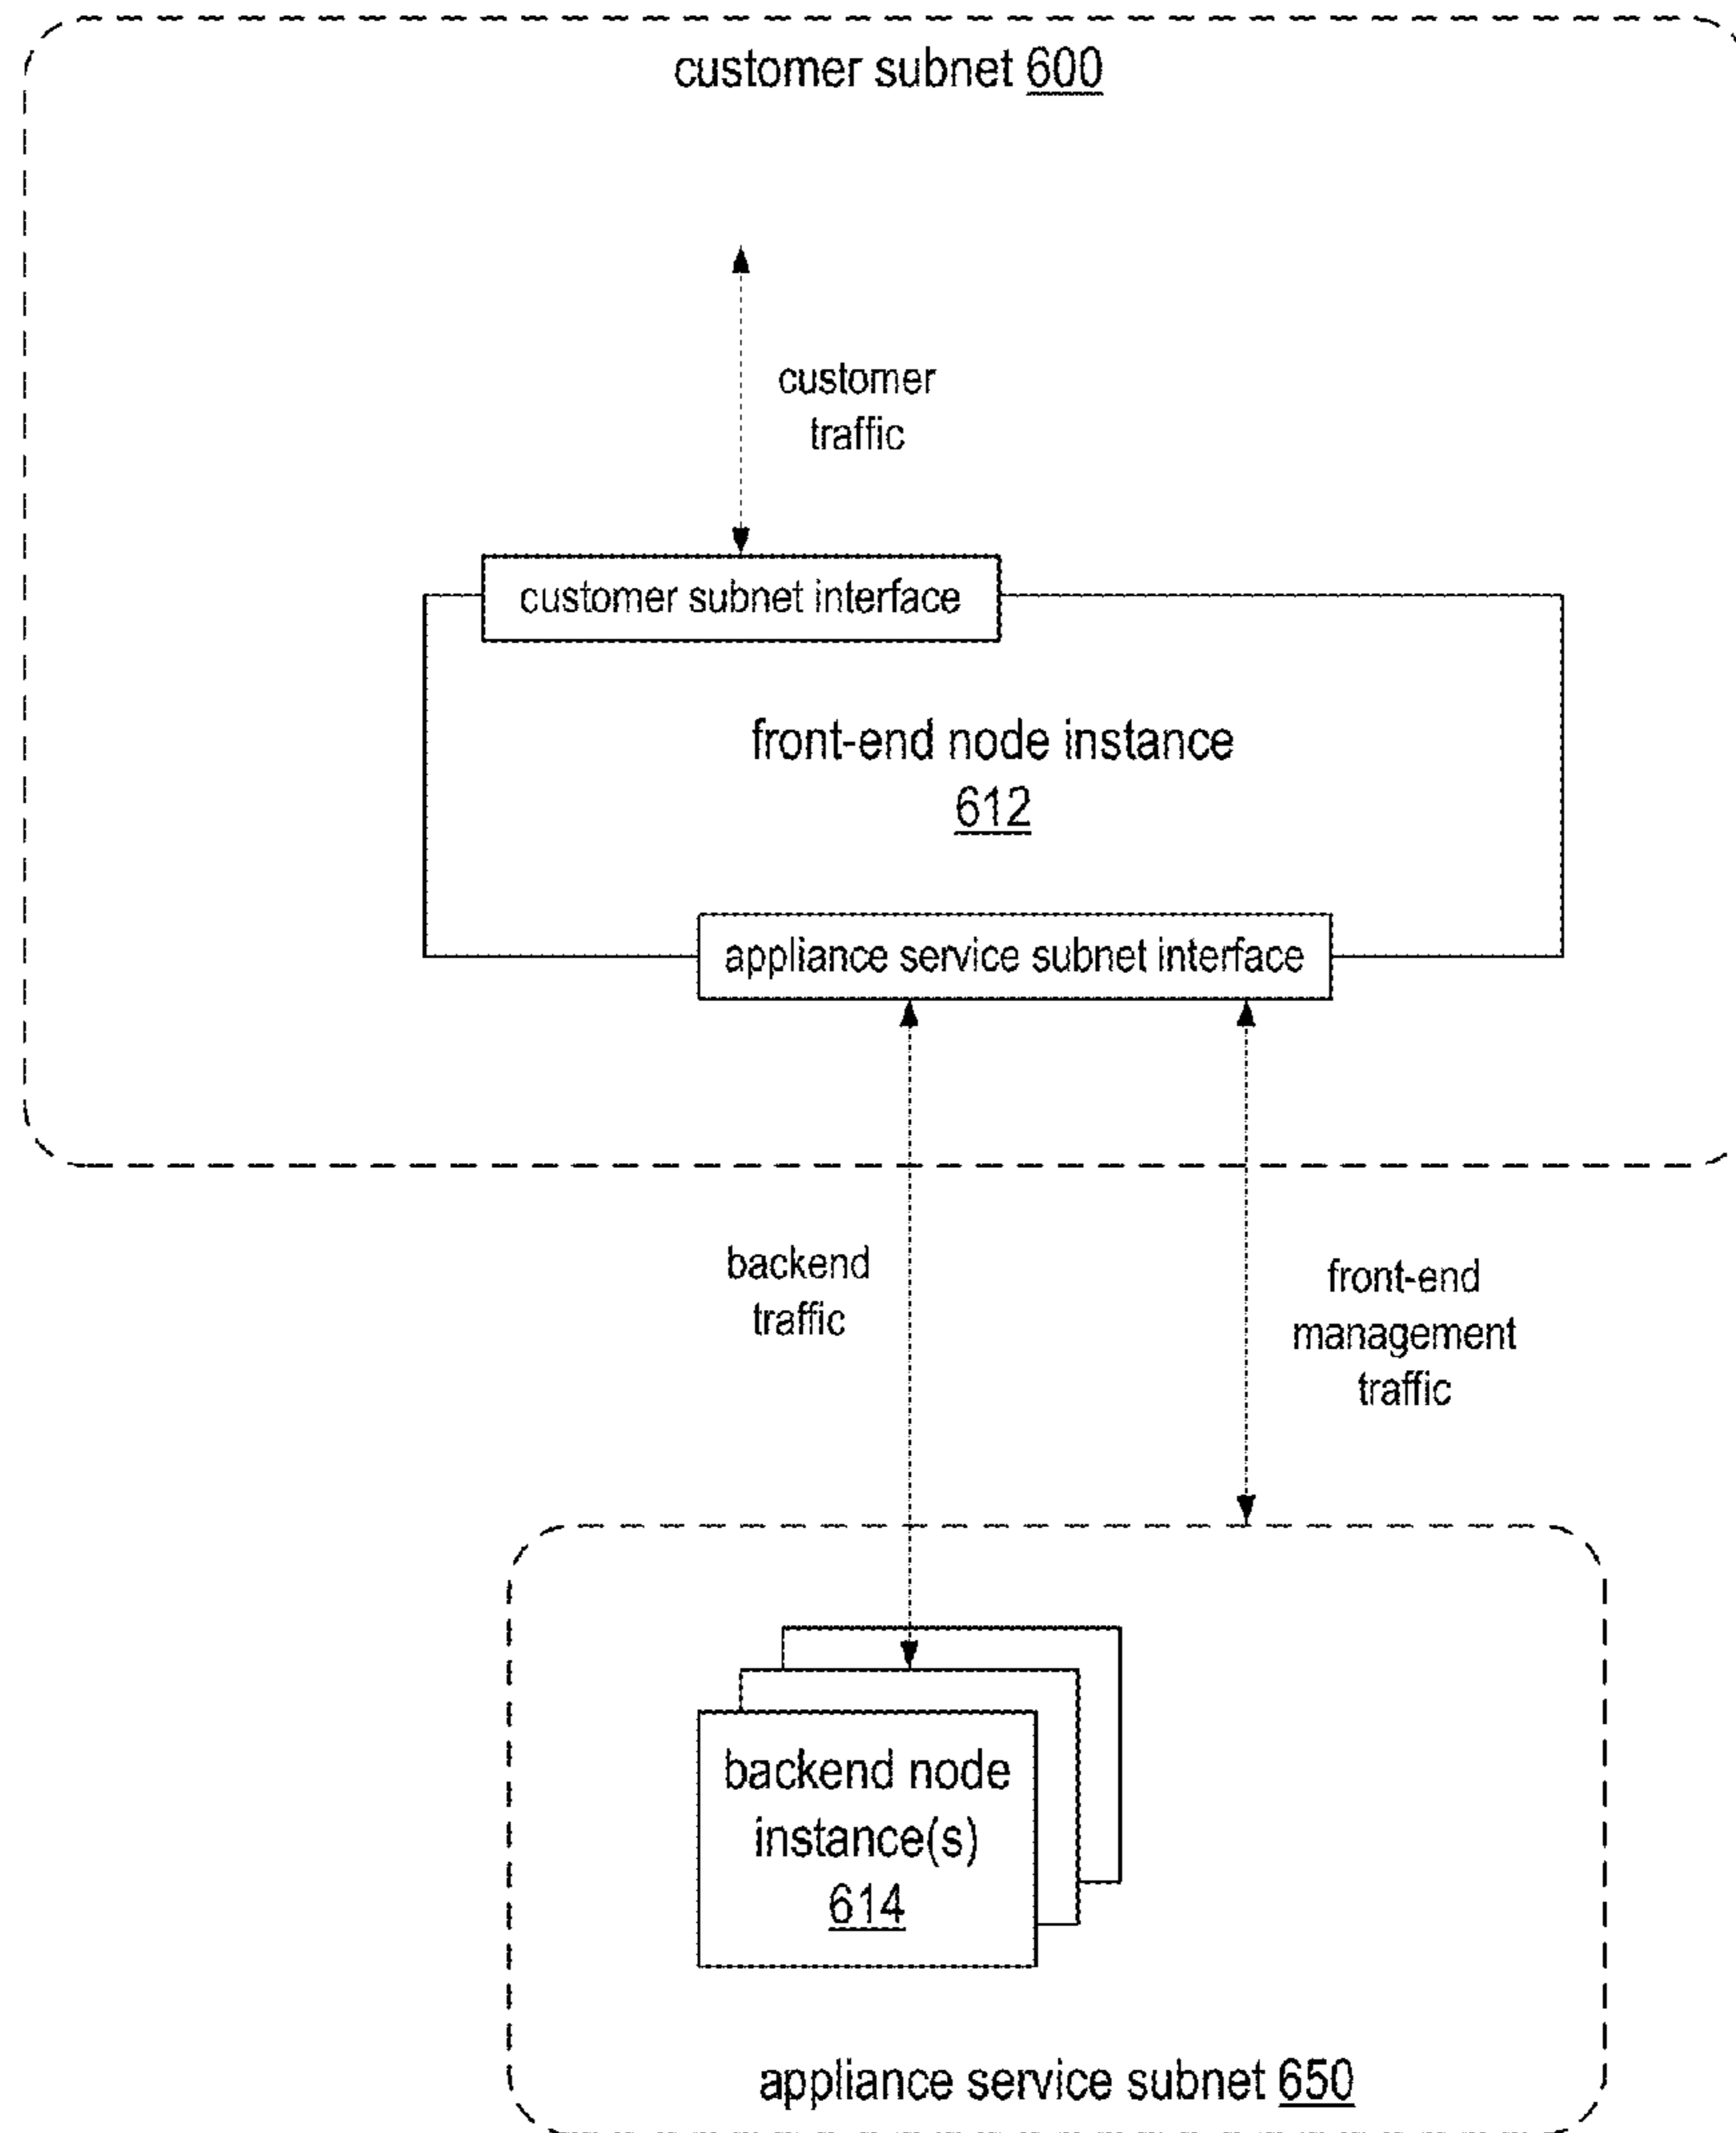 customer subnet 600
customer
traffic
customer subnet interface
front-end node instance
612
appliance service subnet interface
backend
traffic
front-end
management
traffic
backend node
instance(s)
614
appliance service subnet 650